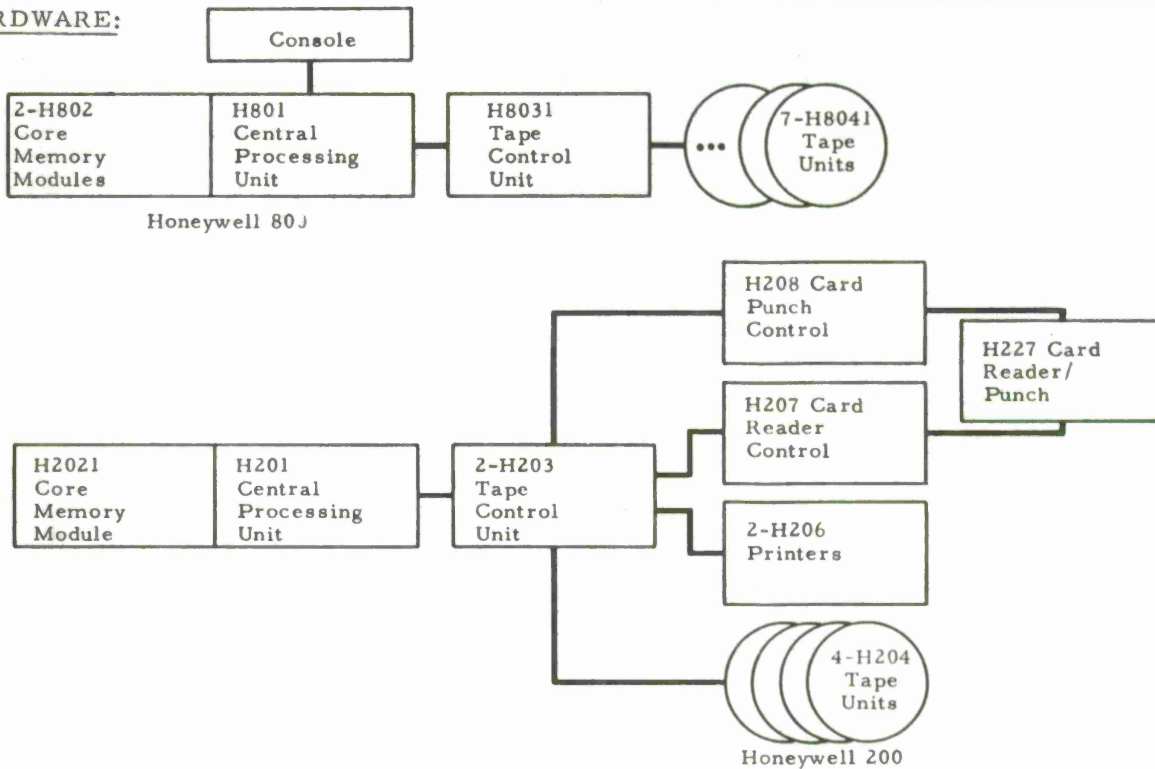 RDWARE:
Console
2-H802
Core
Memory
Modules
H801
Central
Processing
Unit
H8031
Tape
Control
Unit
...
7-H8041
Tape
Units
Honeywell 800
H208 Card
Punch
Control
H227 Card
Reader/
Punch
H207 Card
Reader
Control
H2021
Core
Memory
Module
H201
Central
Processing
Unit
2-H203
Tape
Control
Unit
2-H206
Printers
4-H204
Tape
Units
Honeywell 200